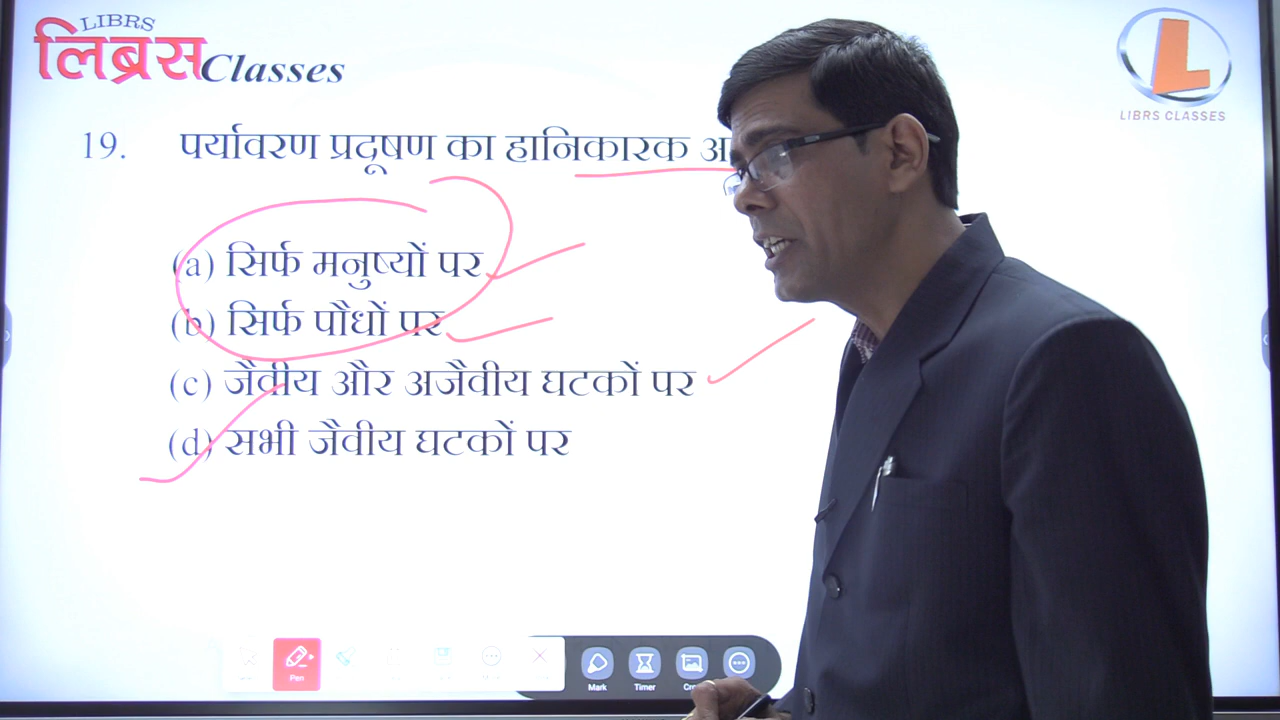 LIBRS
लिब्रस Classes
LIBRS CLASSES
19. पर्यावरण प्रदूषण का हानिकारक
(a) सिर्फ मनुष्यों पर
(b) सिर्फ पौधों पर
(c) जैवीय और अजैवीय घटकों पर
(d) सभी जैवीय घटकों पर
Pen
Mark
Timer